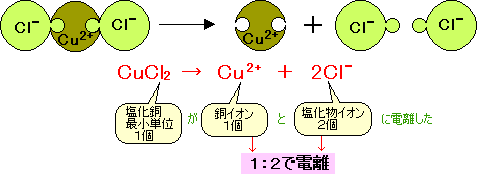 Cl⁻ Cu²⁺ Cl⁻ → Cu²⁺ + Cl⁻ Cl⁻
CuCl₂ → Cu²⁺ + 2Cl⁻
塩化銅
最小単位
1個
が
銅イオン
1個
と
塩化物イオン
2個
に電離した
1:2で電離